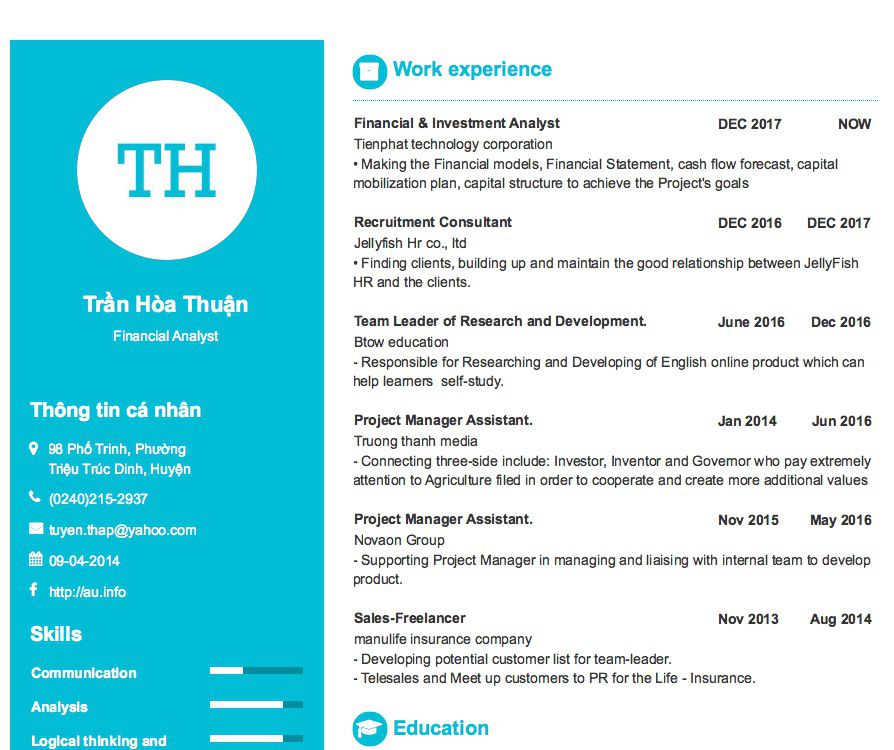 TH
Trần Hòa Thuận
Financial Analyst
Thông tin cá nhân
98 Phố Trinh, Phường
Triệu Trúc Dinh, Huyện
(0240)215-2937
tuyen.thap@yahoo.com
09-04-2014
http://au.info
Skills
Communication
Analysis
Logical thinking and
Work experience
Financial & Investment Analyst DEC 2017 NOW
Tienphat technology corporation
• Making the Financial models, Financial Statement, cash flow forecast, capital
mobilization plan, capital structure to achieve the Project's goals
Recruitment Consultant DEC 2016 DEC 2017
Jellyfish Hr co., ltd
• Finding clients, building up and maintain the good relationship between JellyFish
HR and the clients.
Team Leader of Research and Development. June 2016 Dec 2016
Btow education
- Responsible for Researching and Developing of English online product which can
help learners self-study.
Project Manager Assistant. Jan 2014 Jun 2016
Truong thanh media
- Connecting three-side include: Investor, Inventor and Governor who pay extremely
attention to Agriculture filed in order to cooperate and create more additional values
Project Manager Assistant. Nov 2015 May 2016
Novaon Group
- Supporting Project Manager in managing and liaising with internal team to develop
product.
Sales-Freelancer Nov 2013 Aug 2014
manulife insurance company
- Developing potential customer list for team-leader.
- Telesales and Meet up customers to PR for the Life - Insurance.
Education